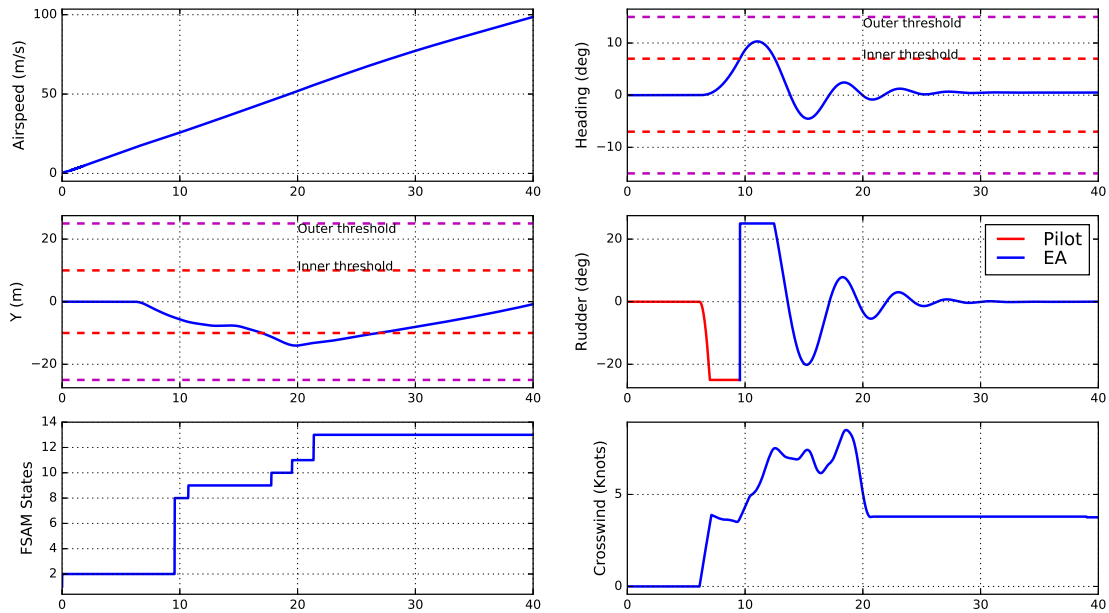 100
50
0
Airspeed (m/s)
0 10 20 30 40
10
0
−10
Heading (deg)
Outer threshold
Inner threshold
0 10 20 30 40
20
0
−20
Y (m)
Outer threshold
Inner threshold
0 10 20 30 40
20
0
−20
Rudder (deg)
Pilot
EA
0 10 20 30 40
14
12
10
8
6
4
2
FSAM States
0 10 20 30 40
5
0
Crosswind (Knots)
0 10 20 30 40